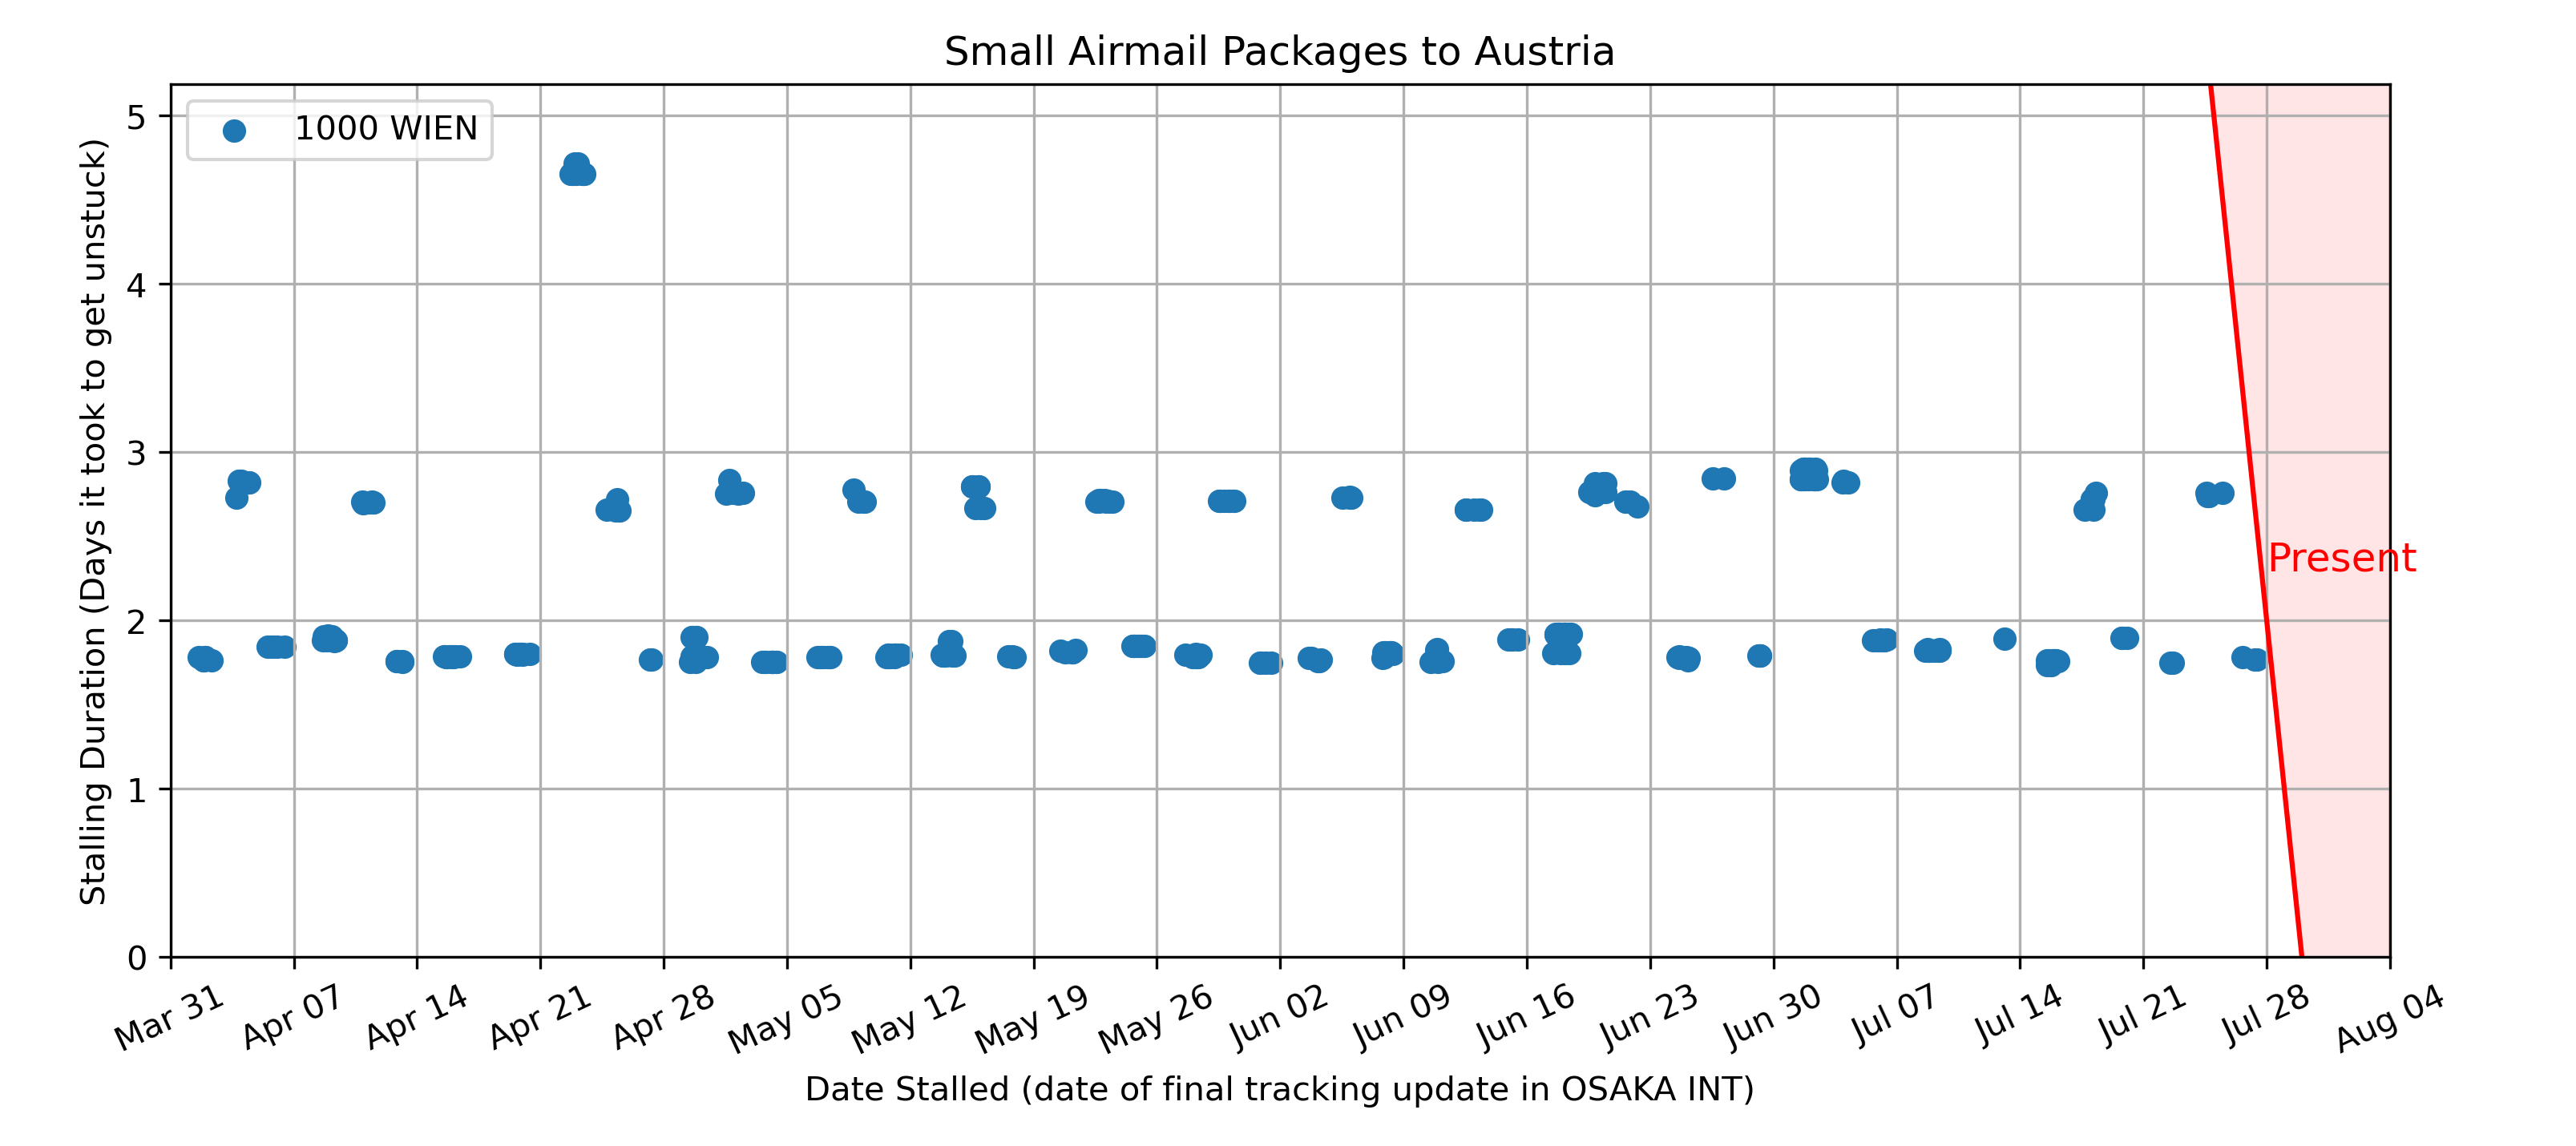 Small Airmail Packages to Austria
1000 WIEN
Stalling Duration (Days it took to get unstuck)
5
4
3
2
1
0
Present
Mar 31
Apr 07
Apr 14
Apr 21
Apr 28
May 05
May 12
May 19
May 26
Jun 02
Jun 09
Jun 16
Jun 23
Jun 30
Jul 07
Jul 14
Jul 21
Jul 28
Aug 04
Date Stalled (date of final tracking update in OSAKA INT)